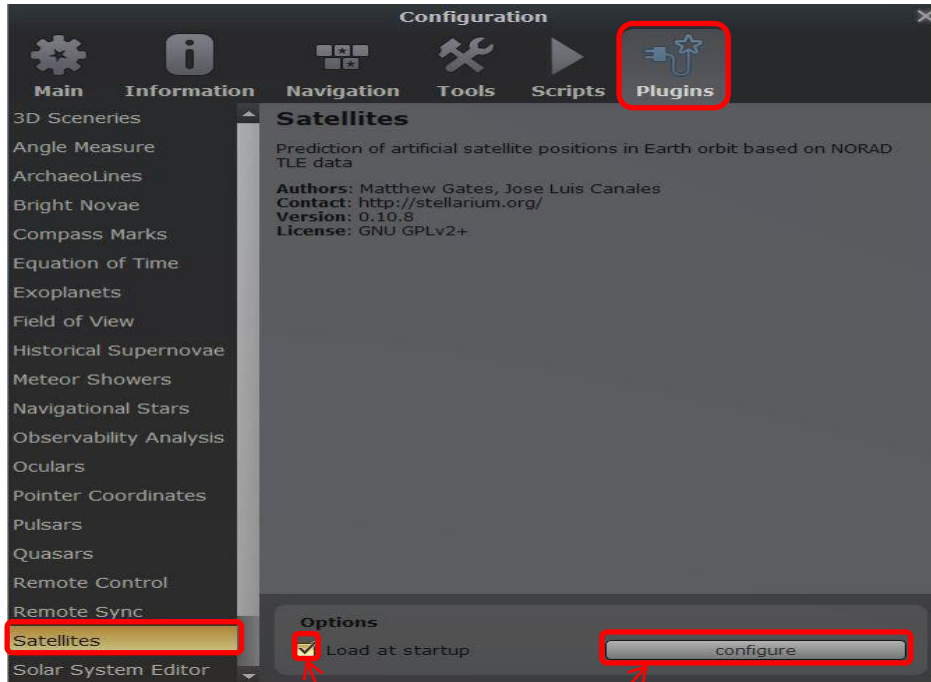 Configuration
Main Information Navigation Tools Scripts Plugins
3D Sceneries
Angle Measure
ArchaeoLines
Bright Novae
Compass Marks
Equation of Time
Exoplanets
Field of View
Historical Supernovae
Meteor Showers
Navigational Stars
Observability Analysis
Oculars
Pointer Coordinates
Pulsars
Quasars
Remote Control
Remote Sync
Satellites
Solar System Editor
Satellites
Prediction of artificial satellite positions in Earth orbit based on NORAD
TLE data
Authors: Matthew Gates, Jose Luis Canales
Contact: http://stellarium.org/
Version: 0.10.8
License: GNU GPLv2+
Options
Load at startup
configure